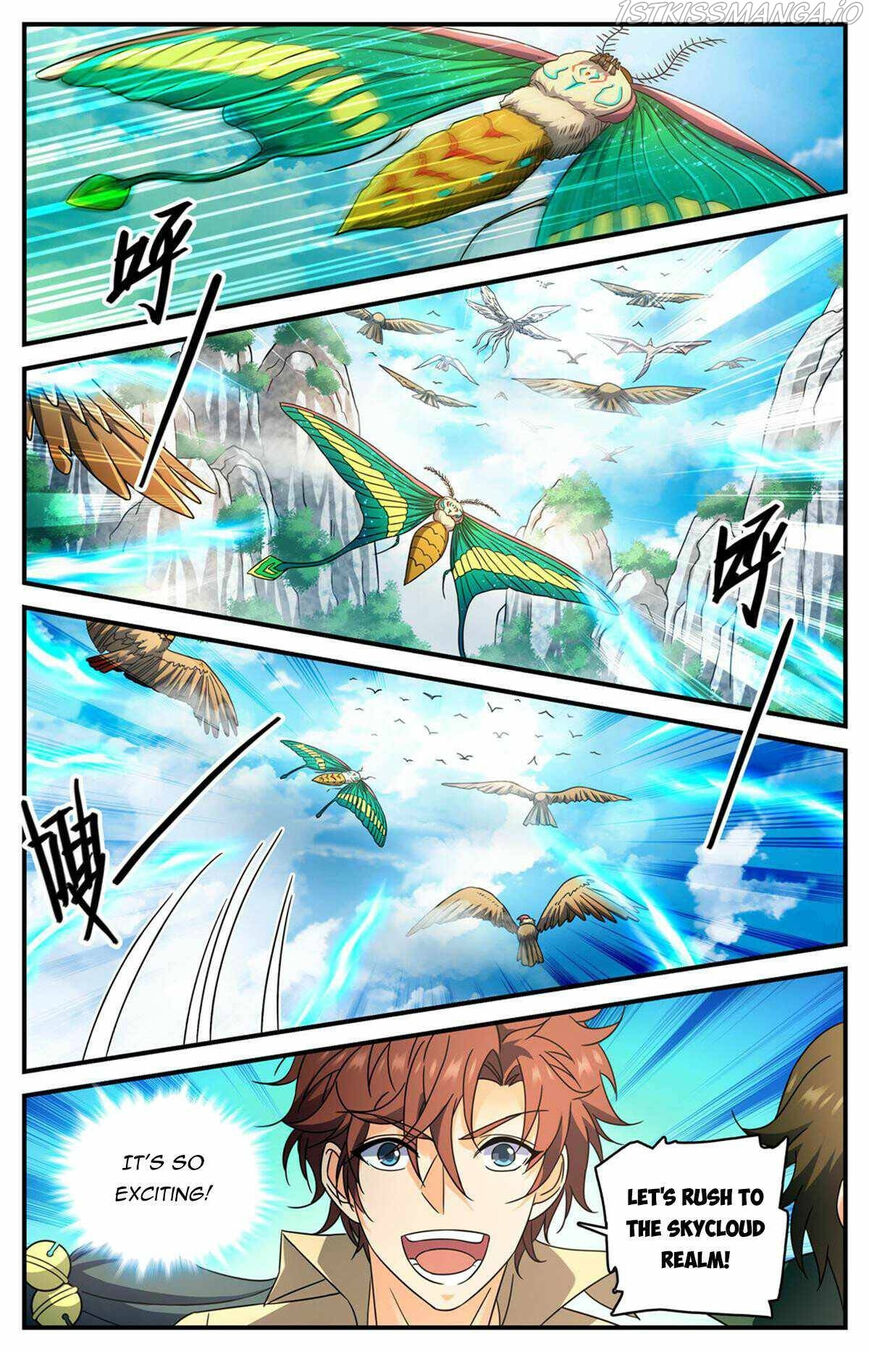 1STKISSMANGA.IO
呼
呼
嗖
IT'S SO
EXCITING!
LET'S RUSH TO
THE SKYCLOUD
REALM!